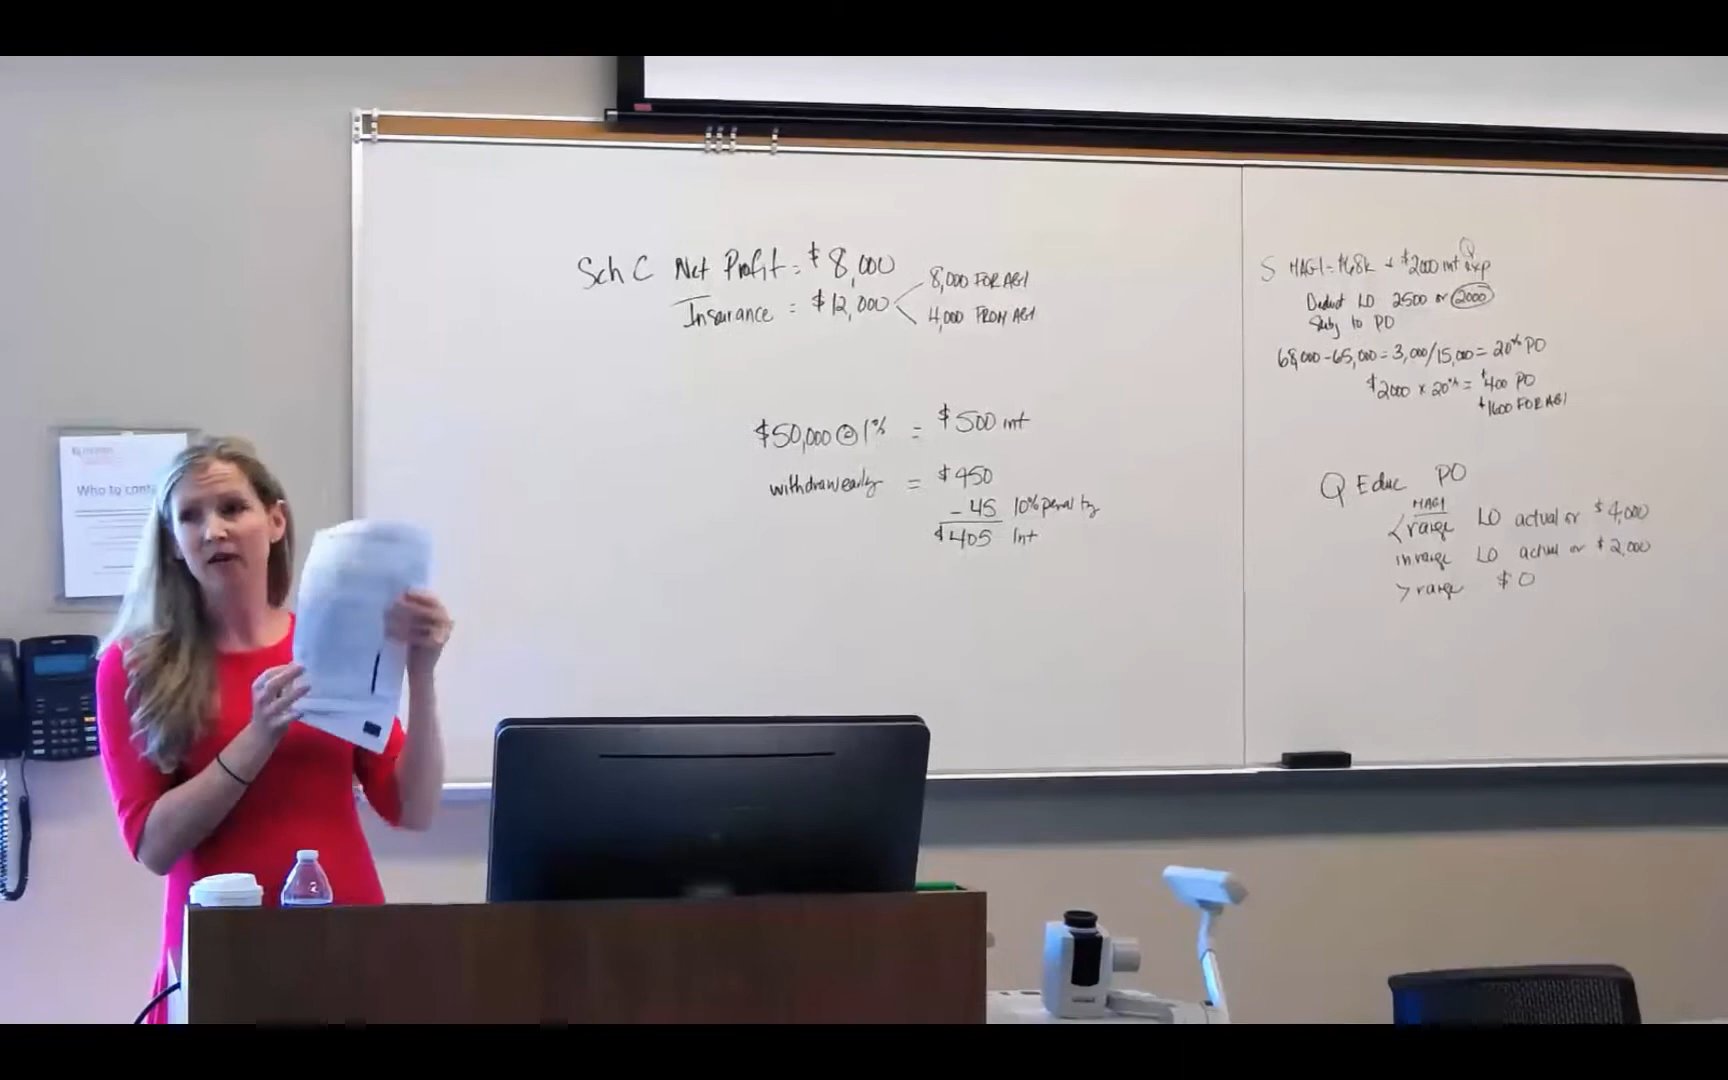 Sch C Net Profit = $8,000
Insurance = $12,000
8,000 FOR AGI
4,000 FROM AGI
$50,000 @ 1% = $500 int
withdraw early = $450
- 45 10% penalty
$405 Int
S MAGI = $68k + $2000 int Q exp
Deduct LO 2500 or 2000
Subj to PO
68,000 - 65,000 = 3,000/15,000 = 20% PO
$2000 x 20% = $400 PO
$1600 FOR AGI
Q Educ PO
MAGI
< range LO actual or $4,000
in range LO actual or $2,000
> range $0
Who to conta